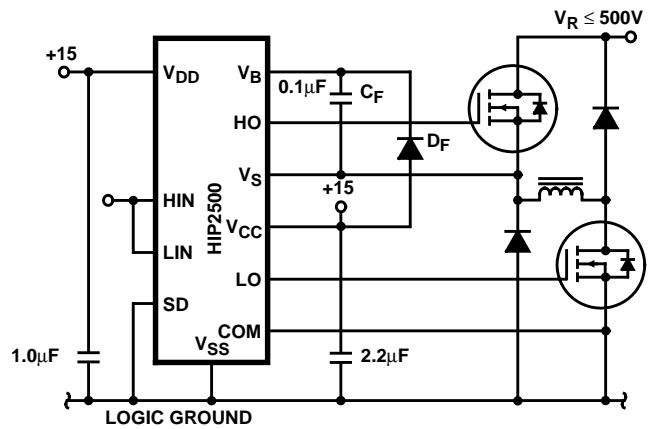 V_R ≤ 500V
+15
V_DD
V_B
0.1µF
C_F
HO
D_F
V_S
+15
HIN
HIP2500
V_CC
LIN
LO
SD
COM
V_SS
1.0µF
2.2µF
LOGIC GROUND